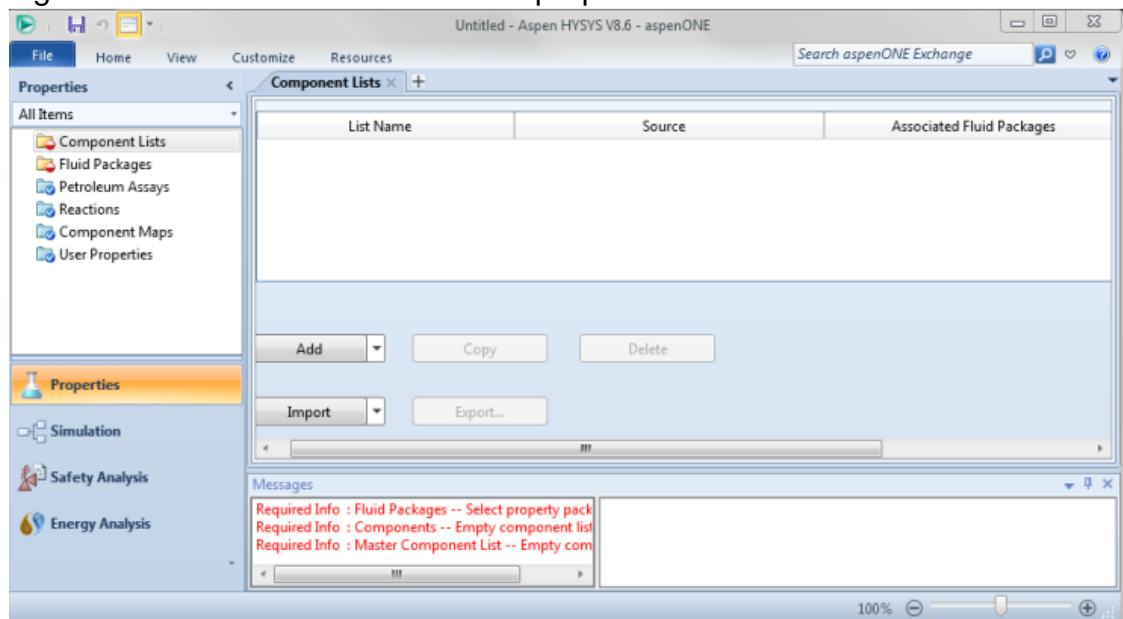 Untitled - Aspen HYSYS V8.6 - aspenONE
File Home View Customize Resources Search aspenONE Exchange
Properties
Component Lists
All Items
Component Lists
Fluid Packages
Petroleum Assays
Reactions
Component Maps
User Properties
List Name Source Associated Fluid Packages
Add Copy Delete
Import Export...
Properties
Simulation
Safety Analysis
Energy Analysis
Messages
Required Info : Fluid Packages -- Select property pack
Required Info : Components -- Empty component list
Required Info : Master Component List -- Empty com
100%